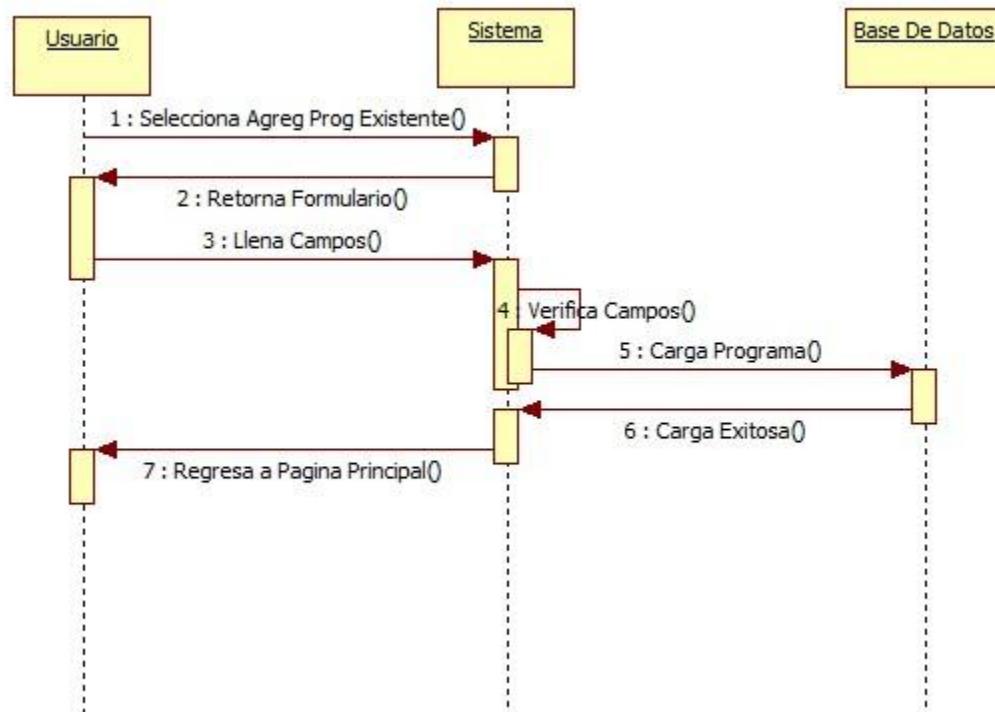 Usuario
Sistema
Base De Datos
1 : Selecciona Agreg Prog Existente()
2 : Retorna Formulario()
3 : Llena Campos()
4 : Verifica Campos()
5 : Carga Programa()
6 : Carga Exitosa()
7 : Regresa a Pagina Principal()